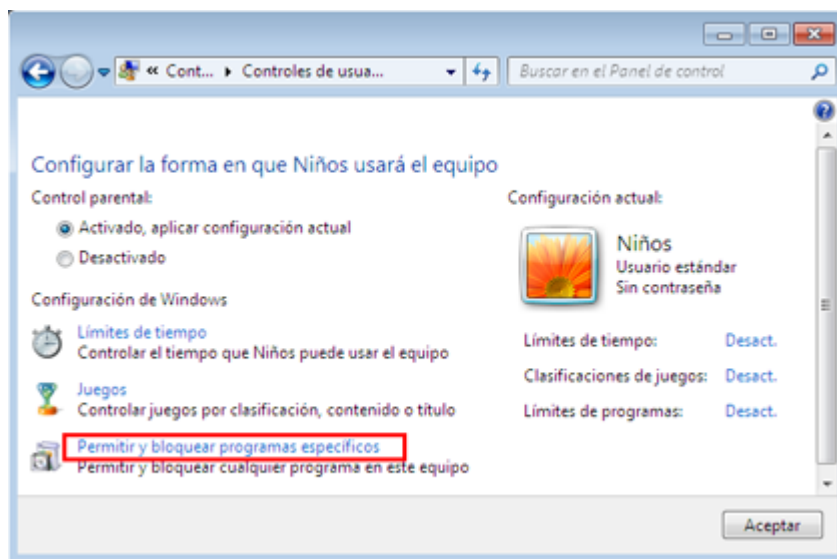 « Cont... ▸ Controles de usua...
Buscar en el Panel de control
Configurar la forma en que Niños usará el equipo
Control parental:
Activado, aplicar configuración actual
Desactivado
Configuración de Windows
Límites de tiempo
Controlar el tiempo que Niños puede usar el equipo
Juegos
Controlar juegos por clasificación, contenido o título
Permitir y bloquear programas específicos
Permitir y bloquear cualquier programa en este equipo
Configuración actual:
Niños
Usuario estándar
Sin contraseña
Límites de tiempo: Desact.
Clasificaciones de juegos: Desact.
Límites de programas: Desact.
Aceptar